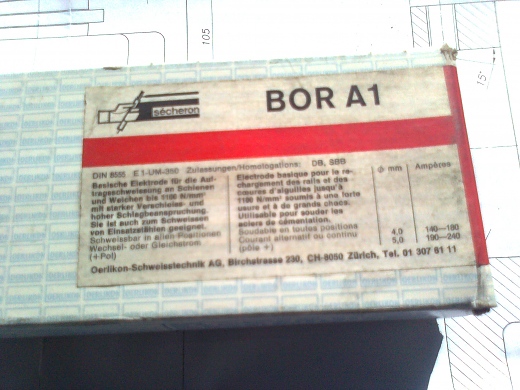 105
15°
sécheron
BOR A1
DIN 8555 E 1-UM-350 Zulassungen/Homologations: DB, SBB
Basische Elektrode für die Auf-
tragschweissung an Schienen
und Weichen bis 1180 N/mm²
mit starker Verschleiss- und
hoher Schlagbeanspruchung.
Sie ist auch zum Schweissen
von Einsatzstählen geeignet.
Schweissbar in allen Positionen
Wechsel- oder Gleichstrom
(+Pol)
Electrode basique pour le re-
chargement des rails et des
cœurs d'aiguilles jusqu'à
1180 N/mm² soumis à une forte
usure et à de grands chocs.
Utilisable pour souder les
aciers de cémentation.
Soudable en toutes positions
Courant alternatif ou continu
(pôle +)
∅ mm Ampères
4,0 140—180
5,0 190—240
Oerlikon-Schweisstechnik AG, Birchstrasse 230, CH-8050 Zürich, Tel. 01 307 61 11